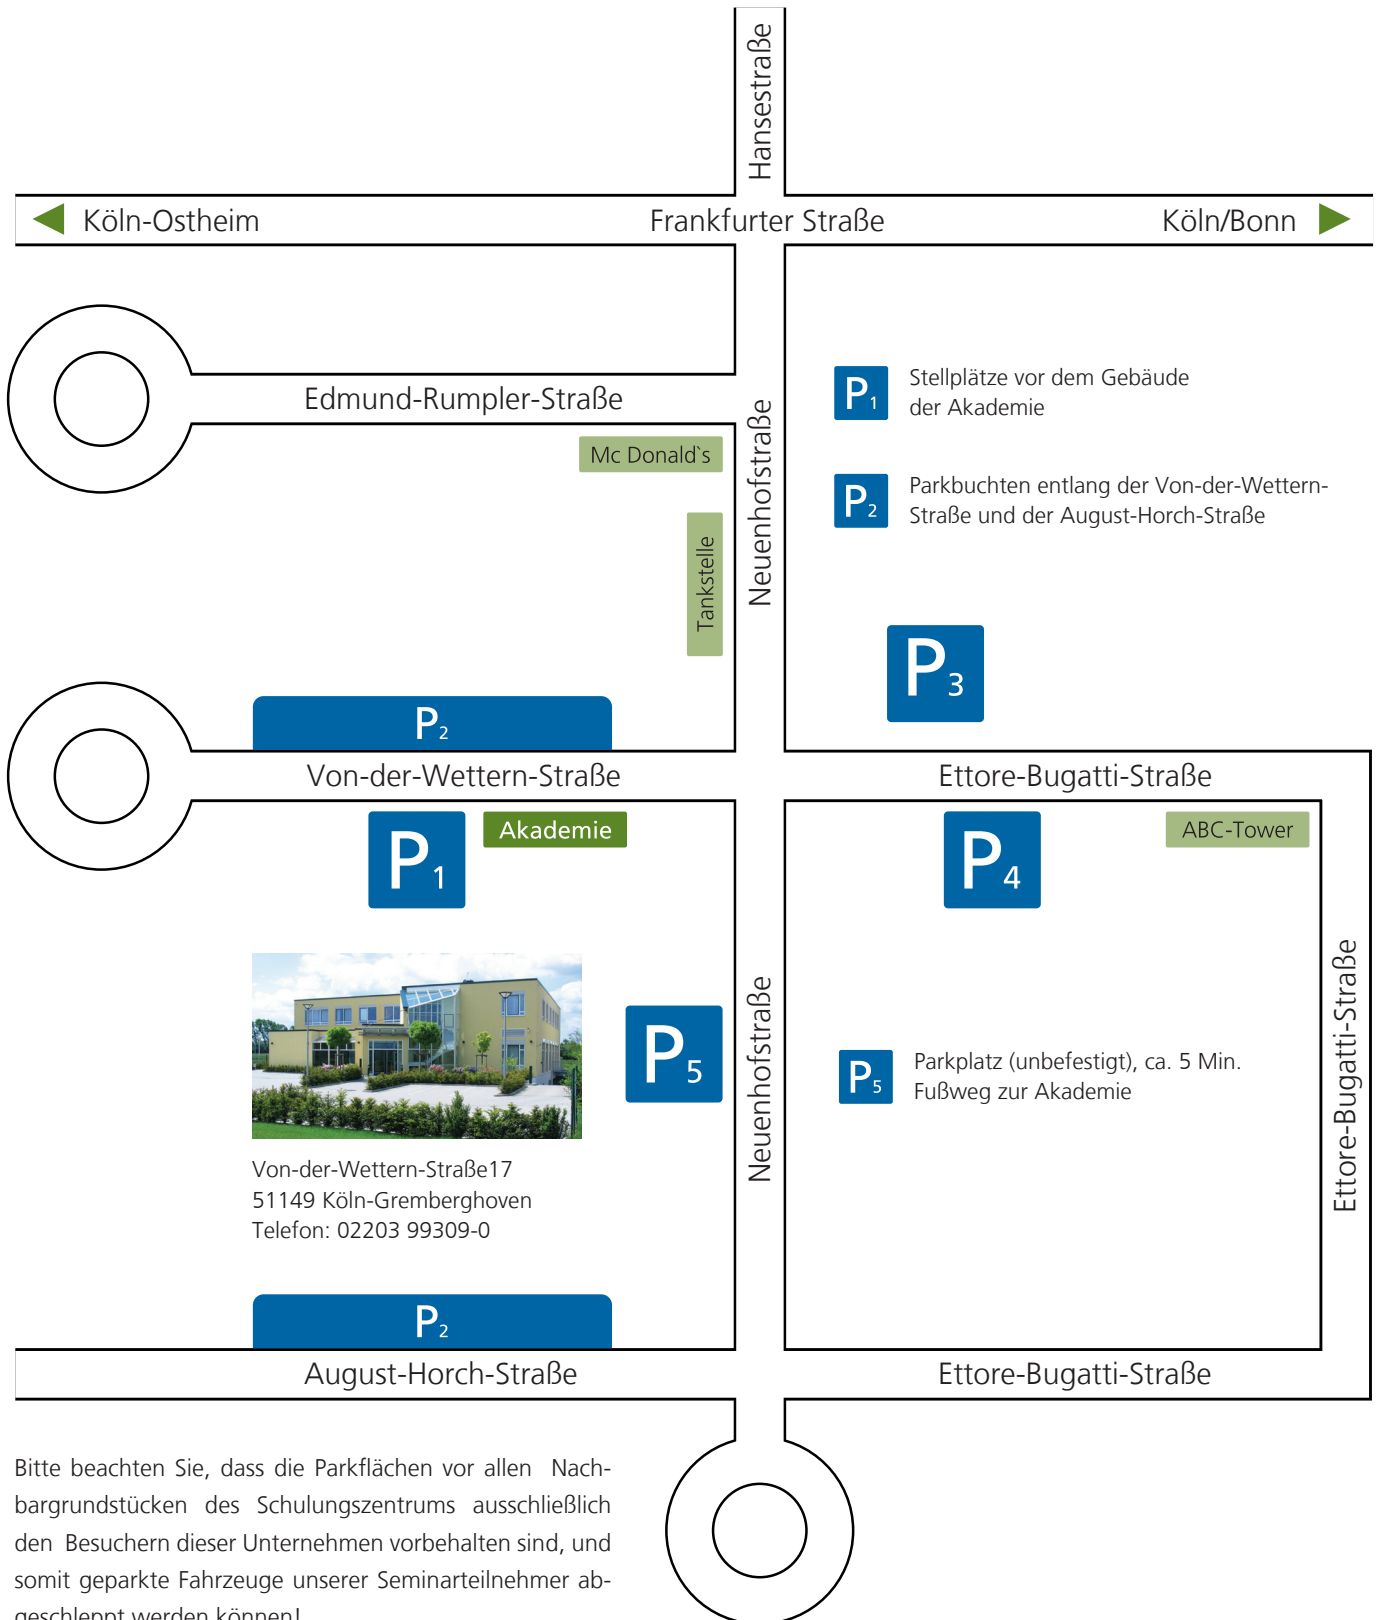 Hansestraße
Köln-Ostheim
Frankfurter Straße
Köln/Bonn
Edmund-Rumpler-Straße
Mc Donald`s
Tankstelle
Neuenhofstraße
P1
Stellplätze vor dem Gebäude
der Akademie
P2
Parkbuchten entlang der Von-der-Wettern-
Straße und der August-Horch-Straße
P3
P2
Von-der-Wettern-Straße
Ettore-Bugatti-Straße
P1
Akademie
P4
ABC-Tower
P5
Neuenhofstraße
P5
Parkplatz (unbefestigt), ca. 5 Min.
Fußweg zur Akademie
Ettore-Bugatti-Straße
Von-der-Wettern-Straße17
51149 Köln-Gremberghoven
Telefon: 02203 99309-0
P2
August-Horch-Straße
Ettore-Bugatti-Straße
Bitte beachten Sie, dass die Parkflächen vor allen Nach-
bargrundstücken des Schulungszentrums ausschließlich
den Besuchern dieser Unternehmen vorbehalten sind, und
somit geparkte Fahrzeuge unserer Seminarteilnehmer ab-
geschleppt werden können!